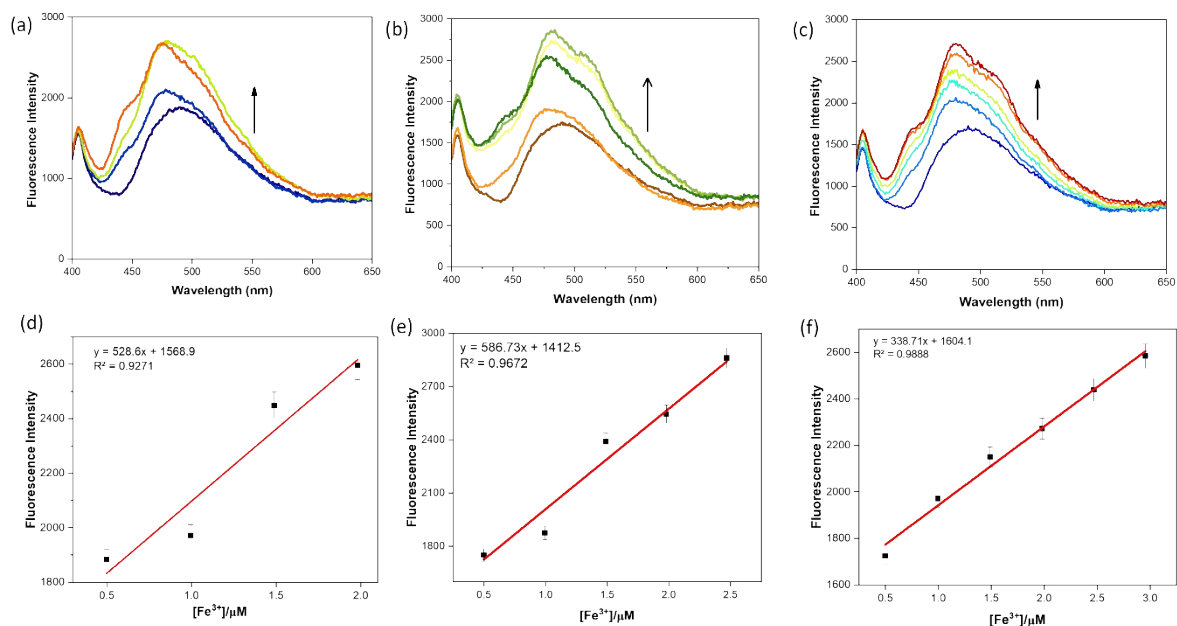 (a)
3000
2500
2000
1500
1000
500
0
Fluorescence Intensity
400 450 500 550 600 650
Wavelength (nm)
(b)
3000
2500
2000
1500
1000
500
0
Fluorescence Intensity
400 450 500 550 600 650
Wavelength (nm)
(c)
3000
2500
2000
1500
1000
500
0
Fluorescence Intensity
400 450 500 550 600 650
Wavelength (nm)
(d)
y = 528.6x + 1568.9
R² = 0.9271
2600
2400
2200
2000
1800
Fluorescence Intensity
0.5 1.0 1.5 2.0
[Fe³⁺]/μM
(e)
y = 586.73x + 1412.5
R² = 0.9672
3000
2700
2400
2100
1800
Fluorescence Intensity
0.5 1.0 1.5 2.0 2.5
[Fe³⁺]/μM
(f)
y = 338.71x + 1604.1
R² = 0.9888
2600
2400
2200
2000
1800
1600
Fluorescence Intensity
0.5 1.0 1.5 2.0 2.5 3.0
[Fe³⁺]/μM